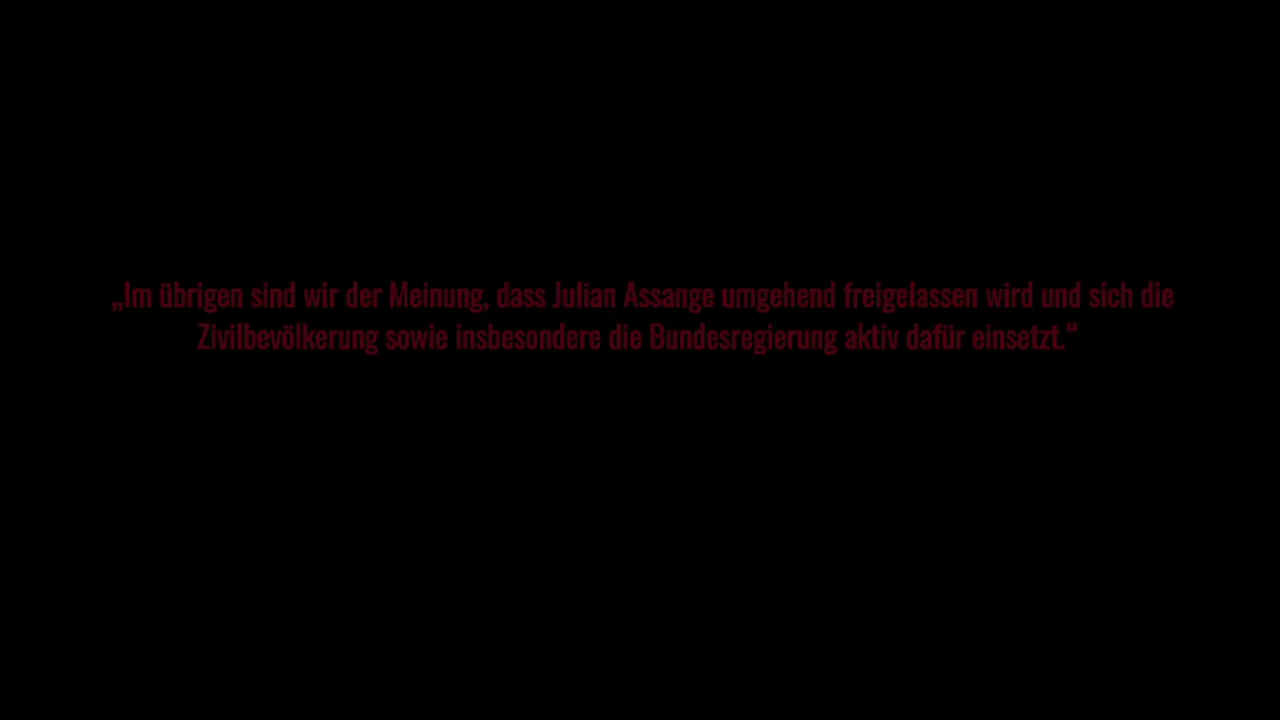 „Im übrigen sind wir der Meinung, dass Julian Assange umgehend freigelassen wird und sich die
Zivilbevölkerung sowie insbesondere die Bundesregierung aktiv dafür einsetzt.“